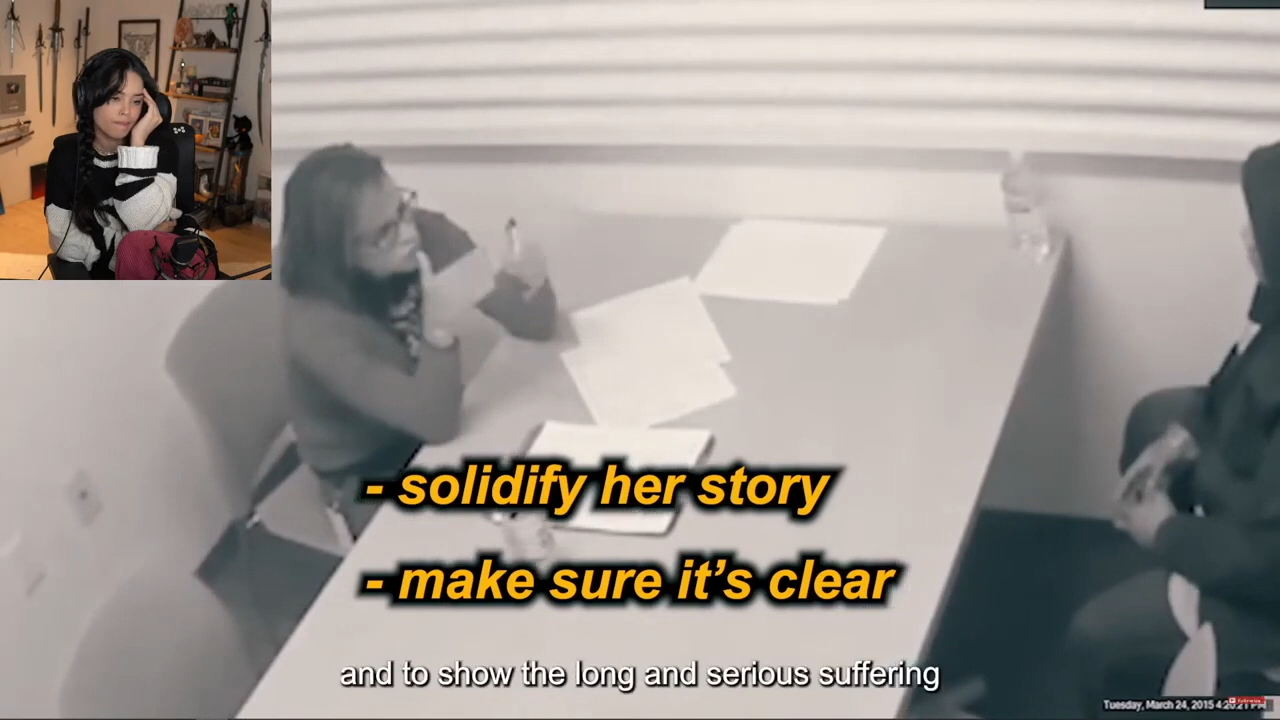 - solidify her story
- make sure it's clear
and to show the long and serious suffering
Tuesday, March 24, 2015